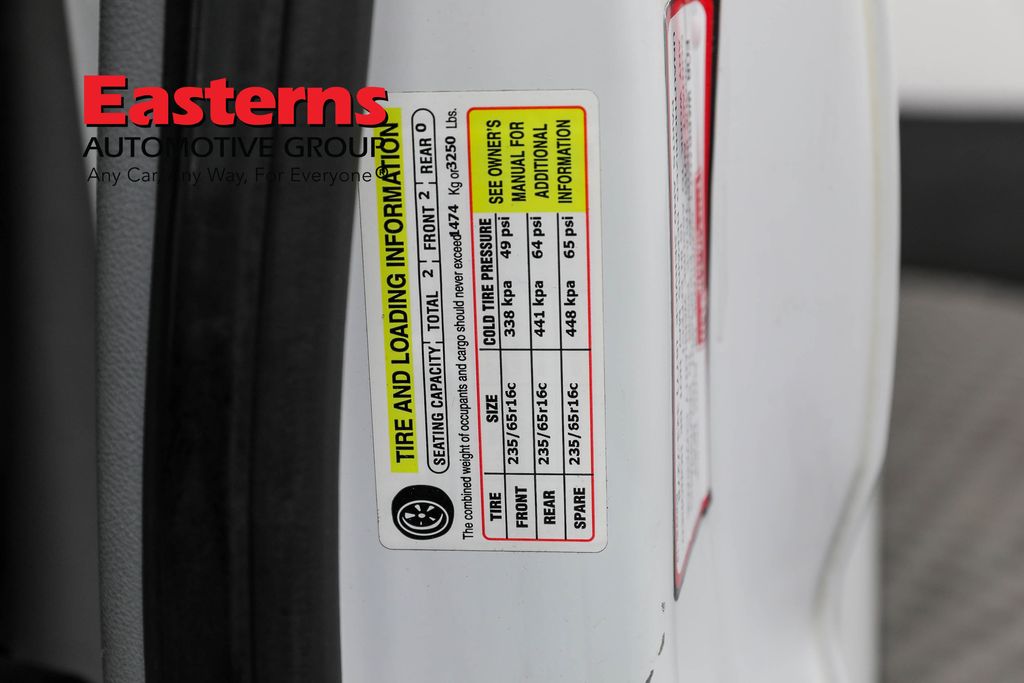 Easterns
AUTOMOTIVE GROUP
Any Car, Any Way, For Everyone®
TIRE AND LOADING INFORMATION
SEATING CAPACITY TOTAL 2 FRONT 2 REAR 0
The combined weight of occupants and cargo should never exceed 1474 Kg or 3250 Lbs.
TIRE SIZE COLD TIRE PRESSURE SEE OWNER'S
FRONT 235/65r16c 338 kpa 49 psi MANUAL FOR
REAR 235/65r16c 441 kpa 64 psi ADDITIONAL
SPARE 235/65r16c 448 kpa 65 psi INFORMATION